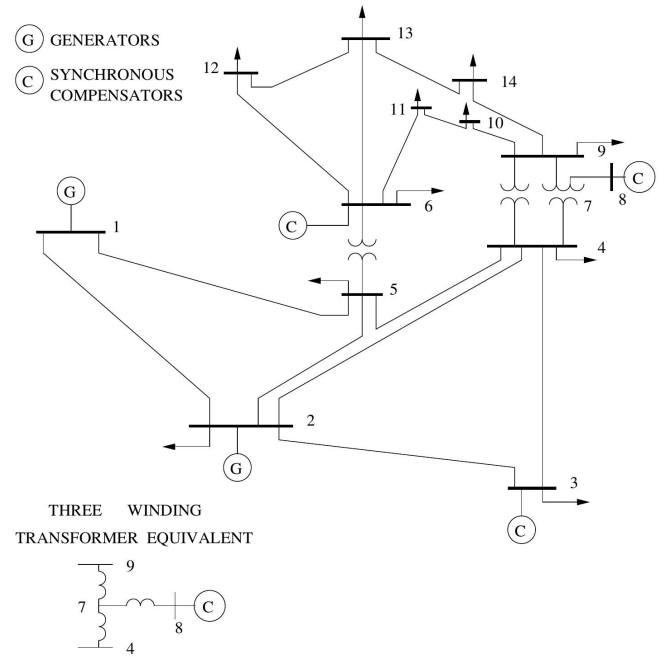 G GENERATORS
C SYNCHRONOUS
COMPENSATORS
13
12
14
11
10
9
C
7
8
G
1
C
6
4
5
2
G
3
C
THREE WINDING
TRANSFORMER EQUIVALENT
9
7
C
8
4